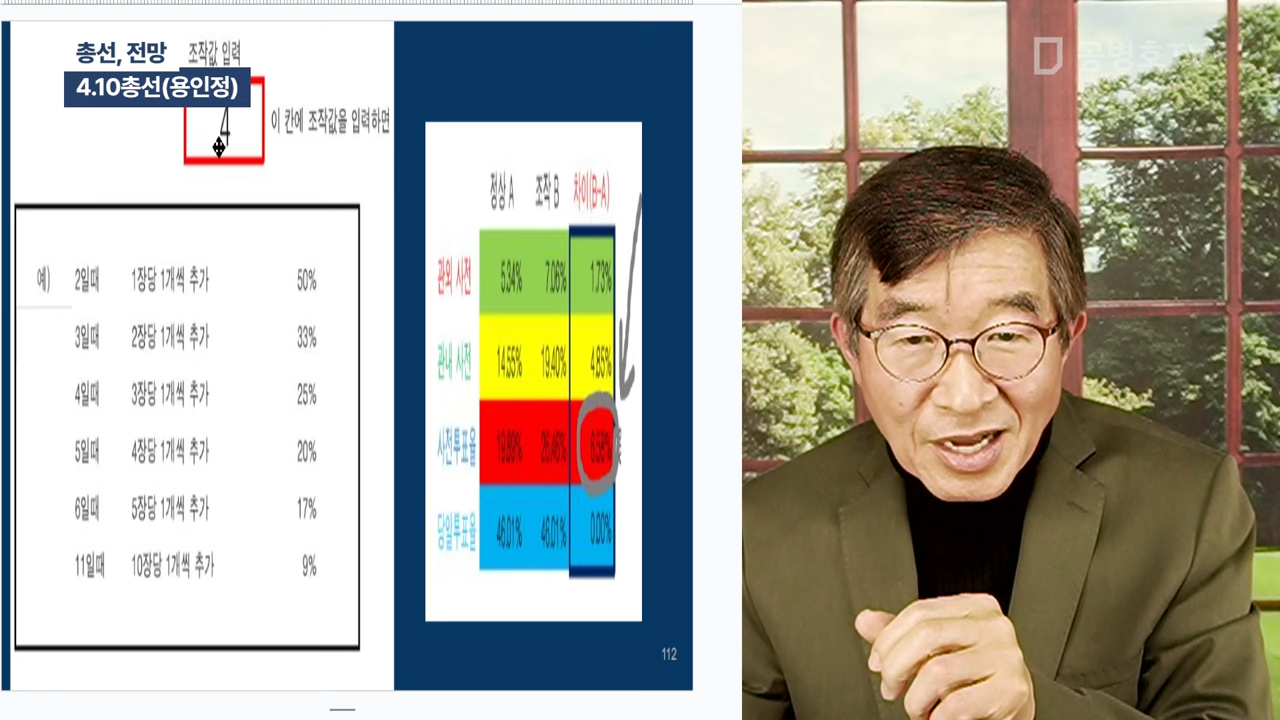 총선, 전망
조작값 입력
4.10총선(용인정)
4
이 칸에 조작값을 입력하면
예) 2일때 1장당 1개씩 추가 50%
3일때 2장당 1개씩 추가 33%
4일때 3장당 1개씩 추가 25%
5일때 4장당 1개씩 추가 20%
6일때 5장당 1개씩 추가 17%
11일때 10장당 1개씩 추가 9%
정상 A 조작 B 차이(B-A)
관외 사전 5.34% 7.06% 1.73%
관내 사전 14.55% 19.40% 4.85%
사전투표율 19.89% 26.46% 6.58%
당일투표율 46.01% 46.01% 0.00%
112